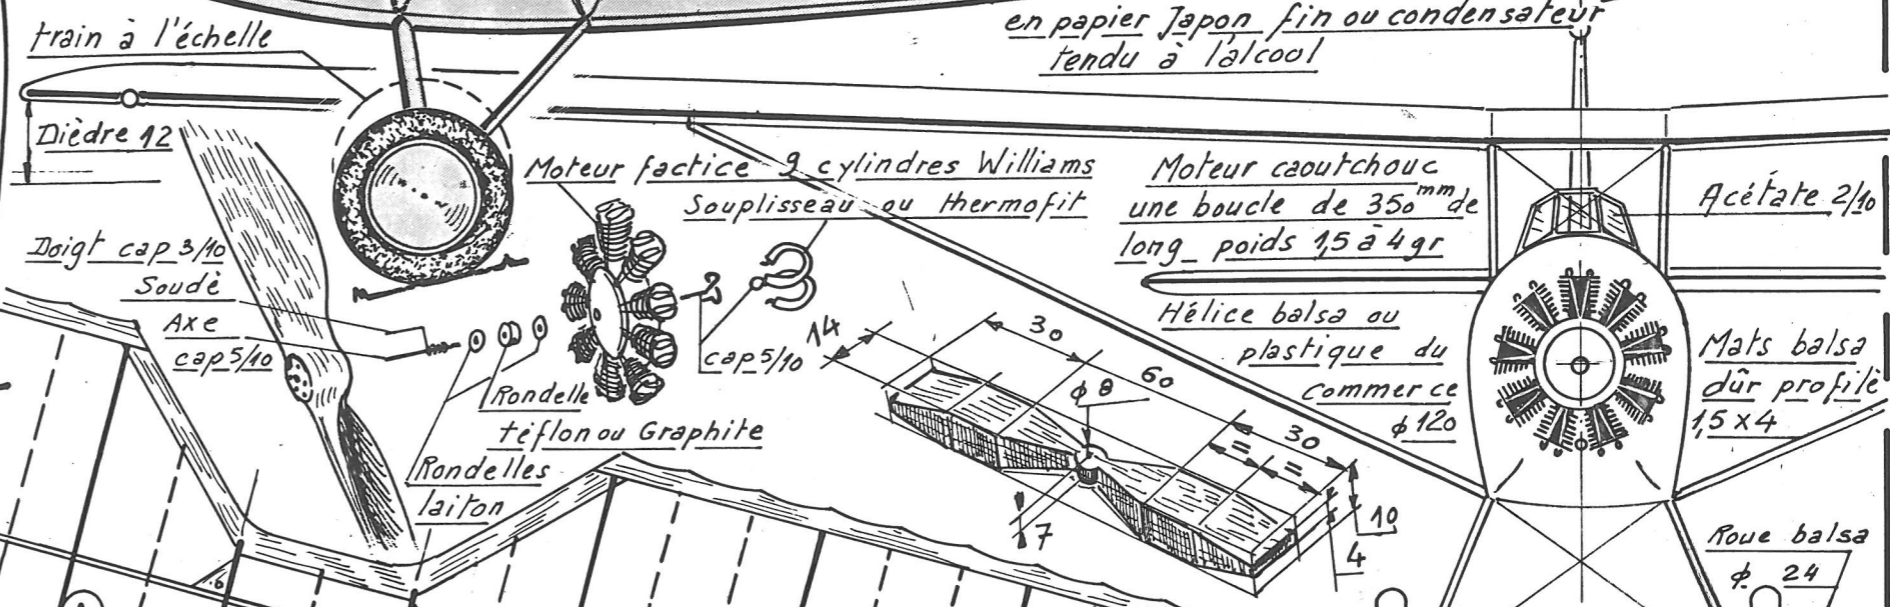 train à l'échelle
en papier Japon fin ou condensateur
tendu à l'alcool
Dièdre 12
Moteur factice 9 cylindres Williams
Souplisseau ou thermofit
Moteur caoutchouc
une boucle de 350 mm de
long poids 1,5 à 4 gr
Acétate 2/10
Doigt cap 3/10
Soudé
Axe
cap 5/10
Rondelle
téflon ou Graphite
Rondelles
laiton
cap 5/10
14
30
60
ϕ 8
30
=
=
10
4
7
Hélice balsa ou
plastique du
commerce
ϕ 120
Mats balsa
dûr profilé
1,5 x 4
Roue balsa
ϕ 24